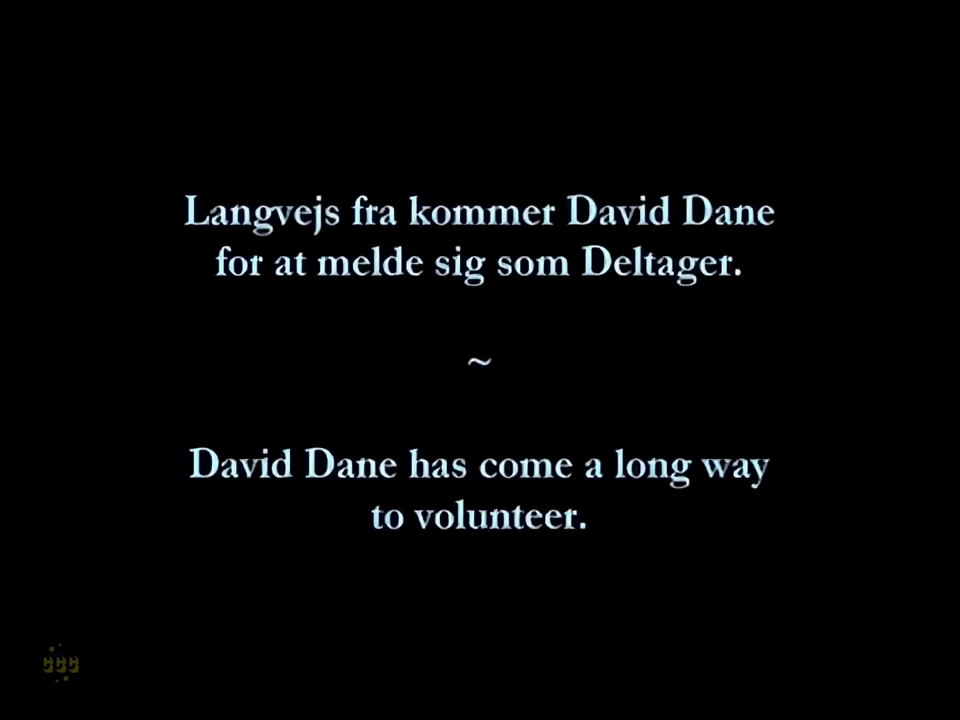 Langvejs fra kommer David Dane
for at melde sig som Deltager.
~
David Dane has come a long way
to volunteer.
CCC